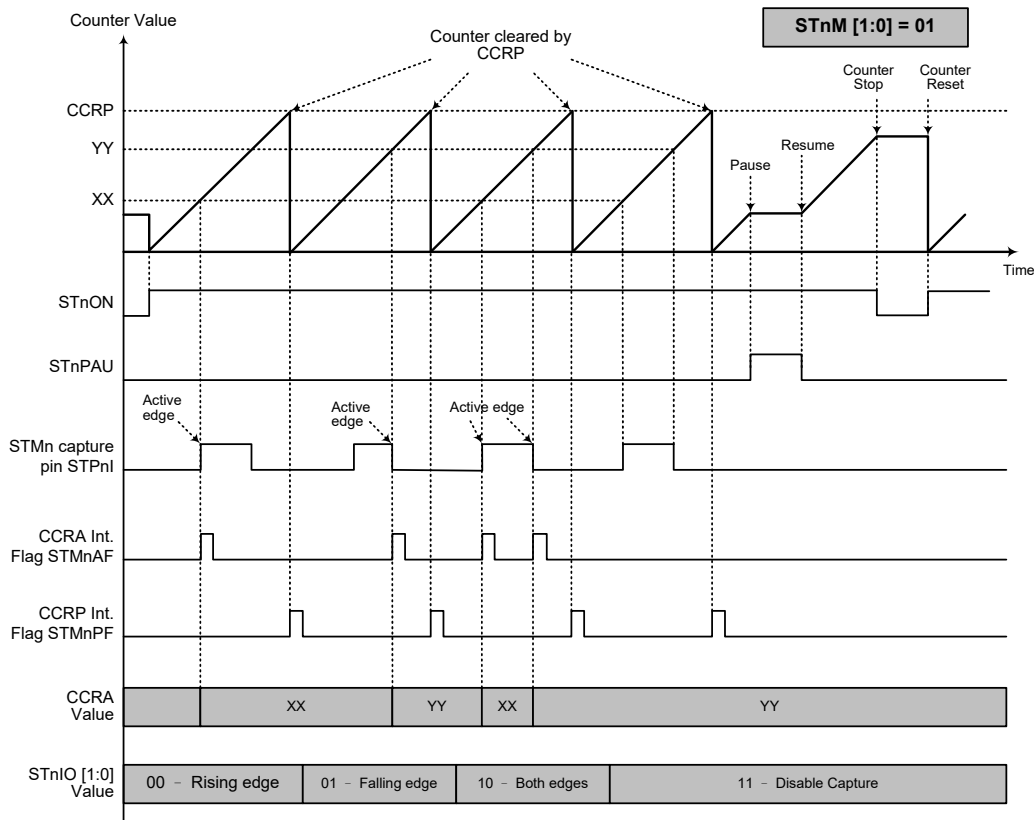 Counter Value
STnM [1:0] = 01
Counter cleared by
CCRP
Counter
Stop
Counter
Reset
CCRP
YY
XX
Pause
Resume
Time
STnON
STnPAU
Active
edge
Active
edge
Active edge
STMn capture
pin STPnI
CCRA Int.
Flag STMnAF
CCRP Int.
Flag STMnPF
CCRA
Value
XX
YY
XX
YY
STnIO [1:0]
Value
00 – Rising edge
01 – Falling edge
10 – Both edges
11 – Disable Capture